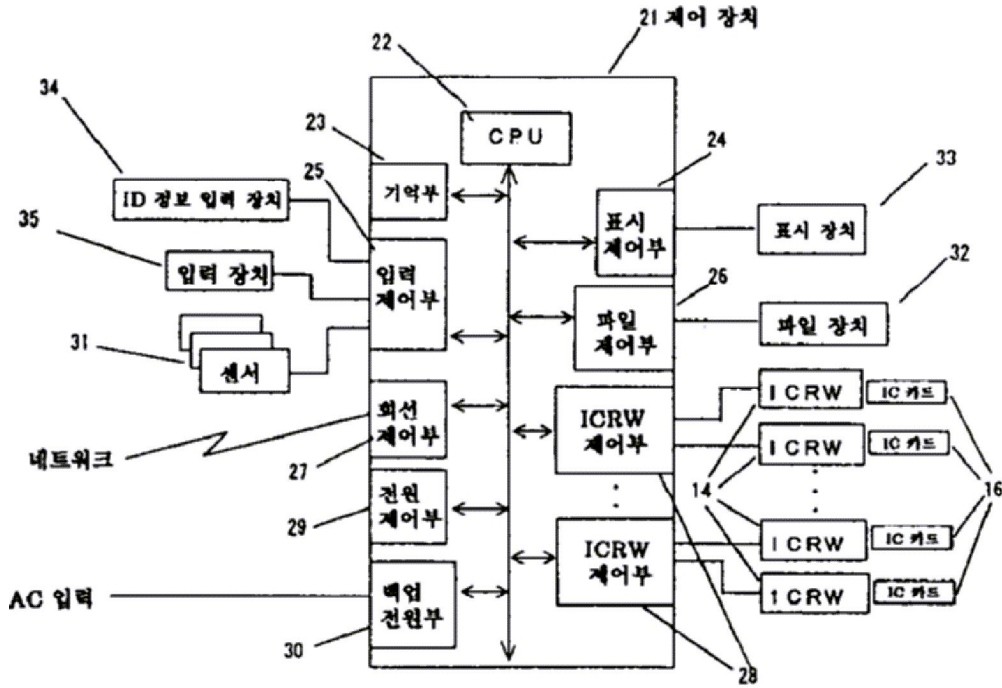 21 제어 장치
22
CPU
34
23
24
33
25
기억부
ID 정보 입력 장치
표시
제어부
표시 장치
35
입력
제어부
입력 장치
26
32
파일
제어부
파일 장치
31
센서
ICRW
IC 카드
회선
제어부
ICRW
제어부
ICRW
IC 카드
네트워크
27
14
16
전원
제어부
29
ICRW
IC 카드
ICRW
제어부
ICRW
IC 카드
AC 입력
백업
전원부
30
28